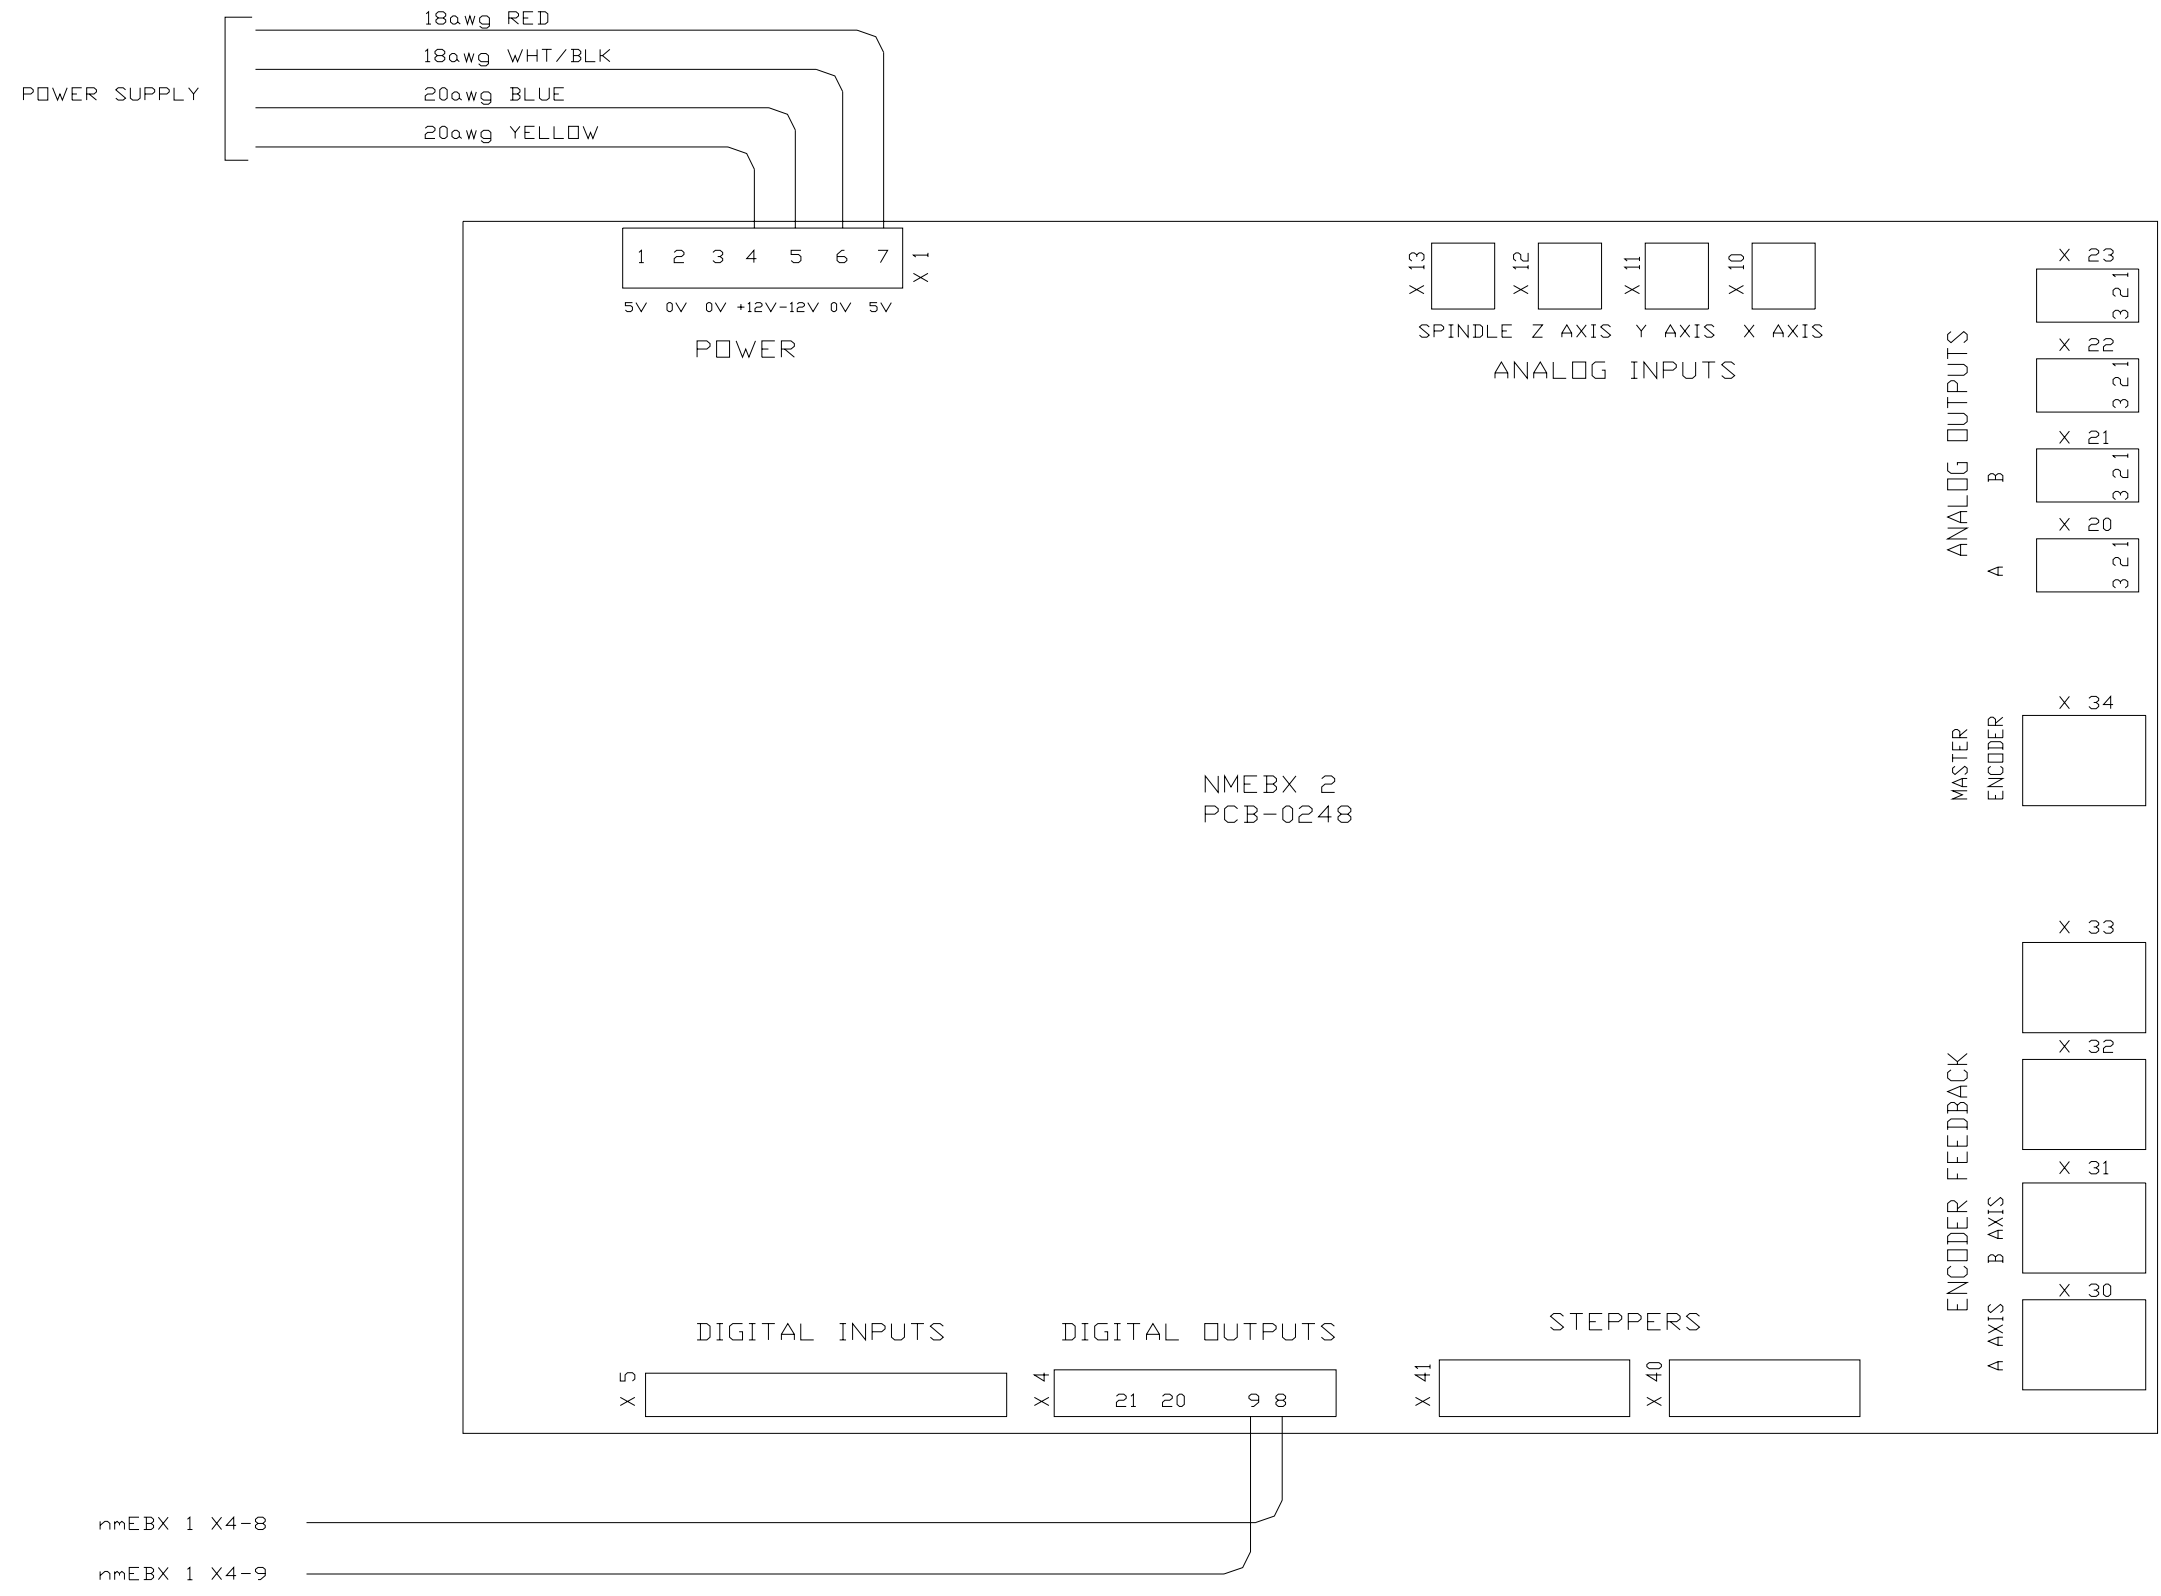 18awg RED
18awg WHT/BLK
POWER SUPPLY
20awg BLUE
20awg YELLOW
1 2 3 4 5 6 7
X 1
5V 0V 0V +12V -12V 0V 5V
POWER
X 13
X 12
X 11
X 10
SPINDLE Z AXIS Y AXIS X AXIS
ANALOG INPUTS
X 23
3 2 1
X 22
3 2 1
ANALOG OUTPUTS
X 21
B
3 2 1
X 20
A
3 2 1
X 34
MASTER
ENCODER
NMEBX 2
PCB-0248
X 33
X 32
ENCODER FEEDBACK
X 31
B AXIS
X 30
A AXIS
DIGITAL INPUTS
X 5
DIGITAL OUTPUTS
X 4
21 20 9 8
STEPPERS
X 41
X 40
nmEBX 1 X4-8
nmEBX 1 X4-9